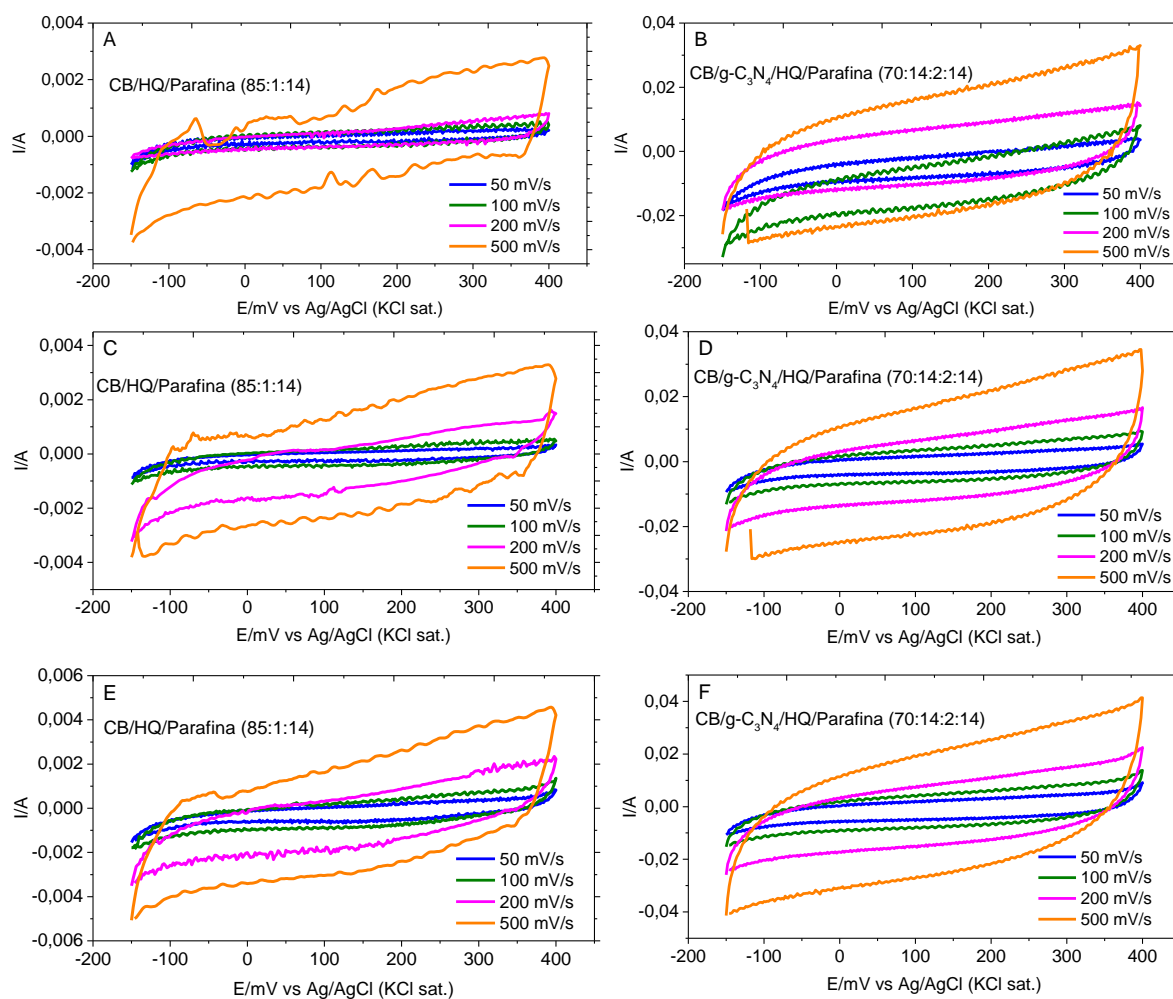 A
CB/HQ/Parafina (85:1:14)
I/A
0,004
0,002
0,000
-0,002
-0,004
50 mV/s
100 mV/s
200 mV/s
500 mV/s
-200 -100 0 100 200 300 400
E/mV vs Ag/AgCl (KCl sat.)
B
CB/g-C₃N₄/HQ/Parafina (70:14:2:14)
I/A
0,04
0,02
0,00
-0,02
50 mV/s
100 mV/s
200 mV/s
500 mV/s
-200 -100 0 100 200 300 400
E/mV vs Ag/AgCl (KCl sat.)
C
CB/HQ/Parafina (85:1:14)
I/A
0,004
0,002
0,000
-0,002
-0,004
50 mV/s
100 mV/s
200 mV/s
500 mV/s
-200 -100 0 100 200 300 400
E/mV vs Ag/AgCl (KCl sat.)
D
CB/g-C₃N₄/HQ/Parafina (70:14:2:14)
I/A
0,04
0,02
0,00
-0,02
-0,04
50 mV/s
100 mV/s
200 mV/s
500 mV/s
-200 -100 0 100 200 300 400
E/mV vs Ag/AgCl (KCl sat.)
E
CB/HQ/Parafina (85:1:14)
I/A
0,006
0,004
0,002
0,000
-0,002
-0,004
-0,006
50 mV/s
100 mV/s
200 mV/s
500 mV/s
-200 -100 0 100 200 300 400
E/mV vs Ag/AgCl (KCl sat.)
F
CB/g-C₃N₄/HQ/Parafina (70:14:2:14)
I/A
0,04
0,02
0,00
-0,02
-0,04
50 mV/s
100 mV/s
200 mV/s
500 mV/s
-200 -100 0 100 200 300 400
E/mV vs Ag/AgCl (KCl sat.)